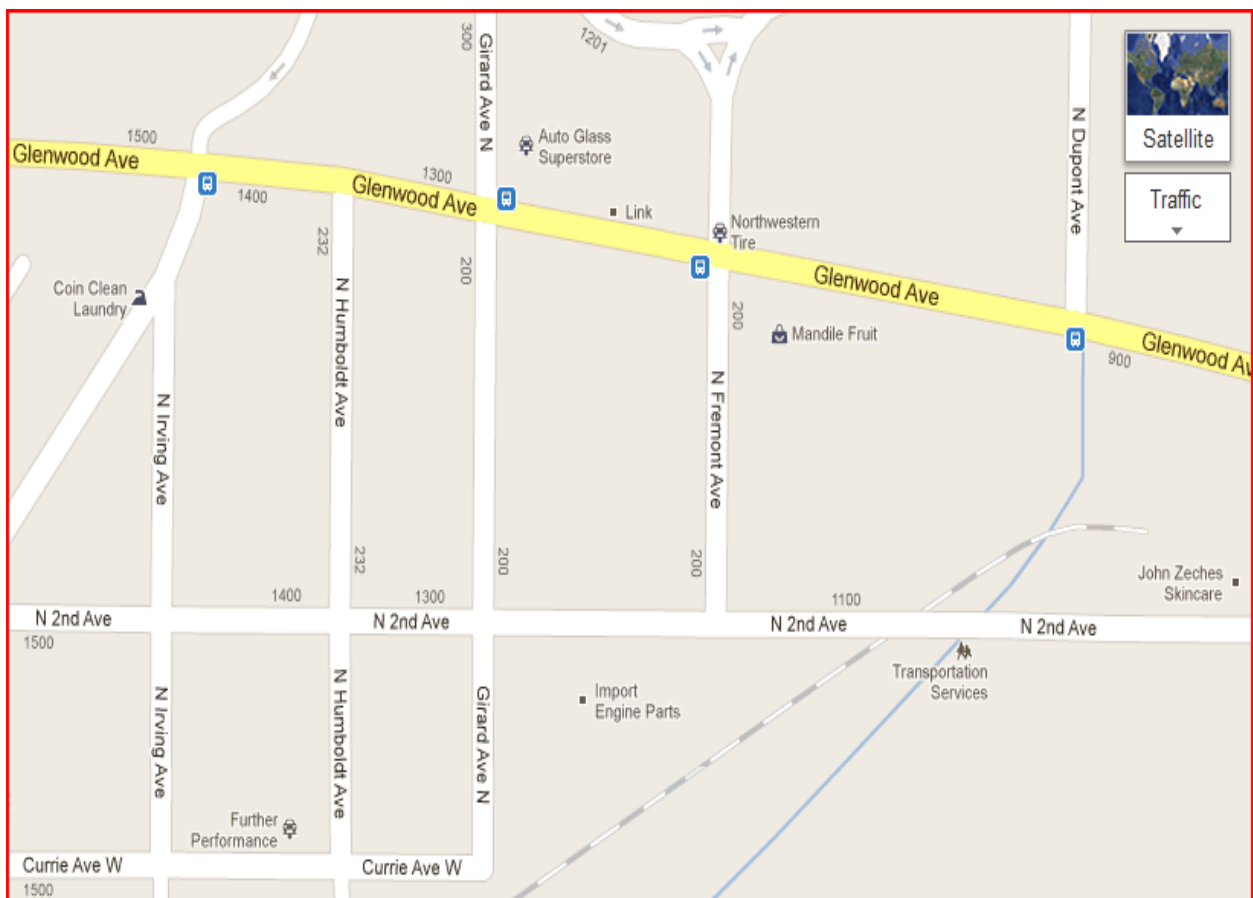 300
Girard Ave N
1201
Satellite
Traffic
N Dupont Ave
1500
Glenwood Ave
1400
Auto Glass
Superstore
1300
Glenwood Ave
Link
Northwestern
Tire
232
200
Glenwood Ave
Coin Clean
Laundry
N Humboldt Ave
200
Mandile Fruit
Glenwood Av
900
N Irving Ave
N Fremont Ave
232
200
200
John Zeches
Skincare
1400
1300
1100
N 2nd Ave
N 2nd Ave
N 2nd Ave
N 2nd Ave
1500
Transportation
Services
N Irving Ave
N Humboldt Ave
Girard Ave N
Import
Engine Parts
Further
Performance
Currie Ave W
Currie Ave W
1500